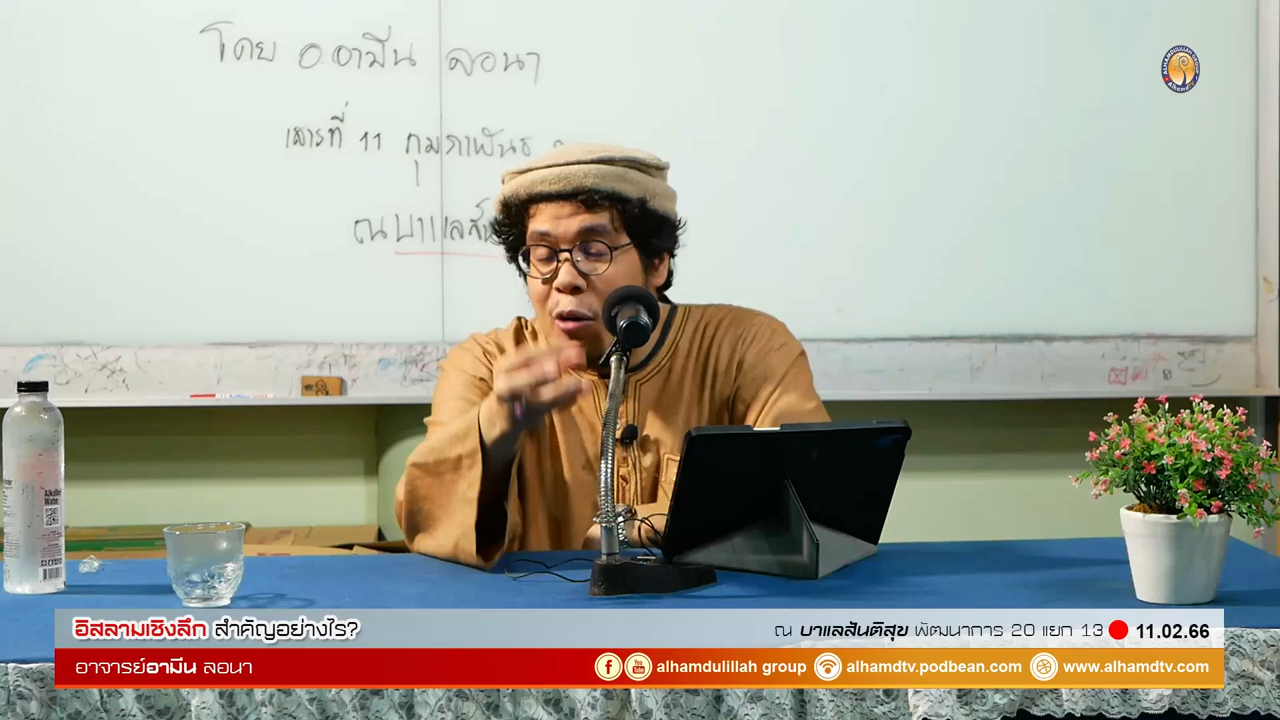 โดย อ.อามีน ลอนา
เสาร์ที่ 11 กุมภาพันธ
ณ บาแลสั
ALHAMDULILLAH GROUP
AlhamdTV
Alkaline
Water
อิสลามเชิงลึก สำคัญอย่างไร?
ณ บาแลสันติสุข พัฒนาการ 20 แยก 13 11.02.66
อาจารย์อามีน ลอนา
alhamdulillah group alhamdtv.podbean.com www.alhamdtv.com